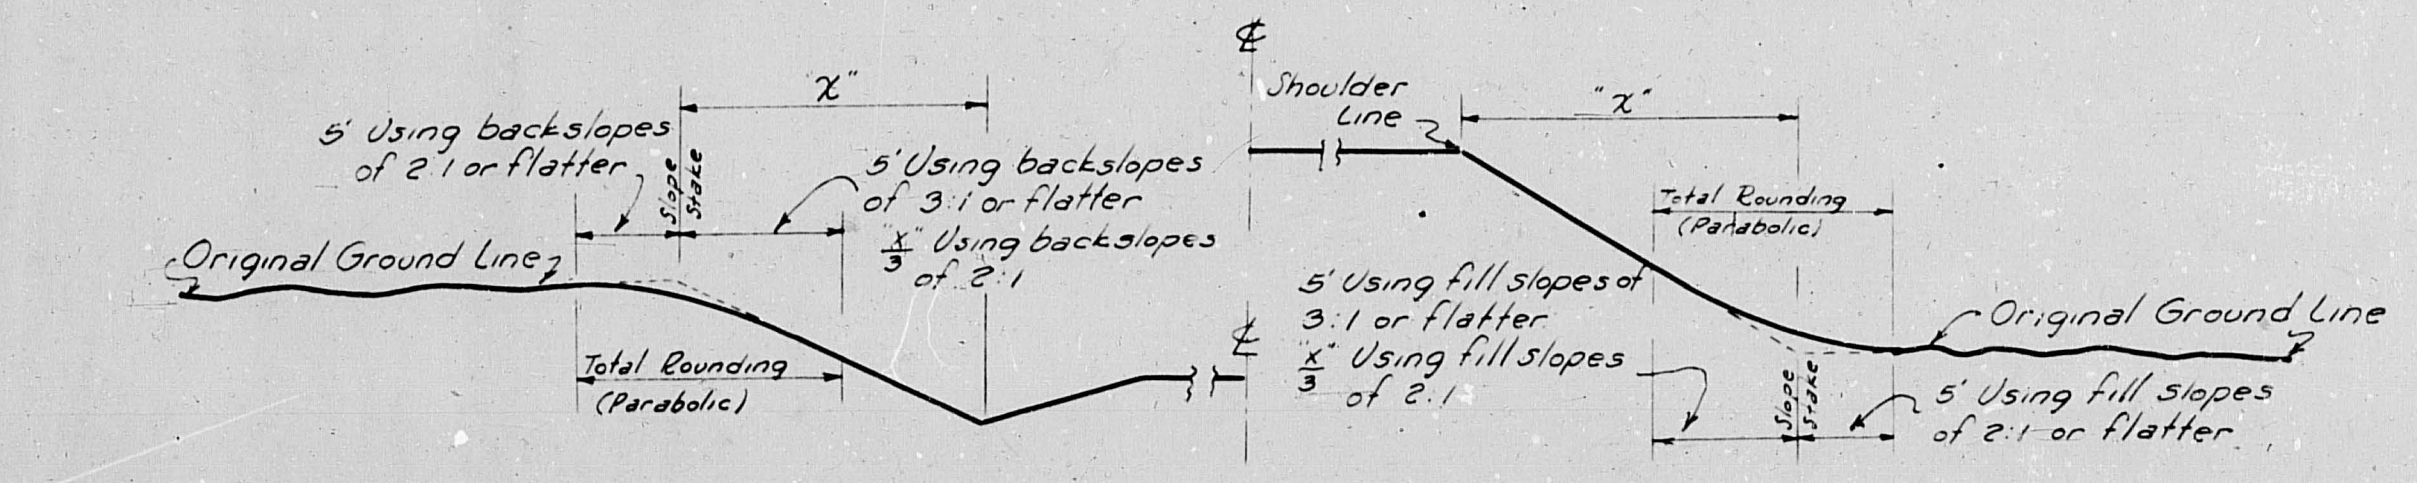 "X"
5' Using backslopes
of 2:1 or flatter
Slope
Stake
5' Using backslopes
of 3:1 or flatter
"X/3" Using backslopes
of 2:1
Original Ground Line
Total Rounding
(Parabolic)
℄
℄
Shoulder
Line
"X"
Total Rounding
(Parabolic)
5' Using fill slopes of
3:1 or flatter
"X/3" Using fill slopes
of 2:1
Original Ground Line
Slope
Stake
5' Using fill slopes
of 2:1 or flatter